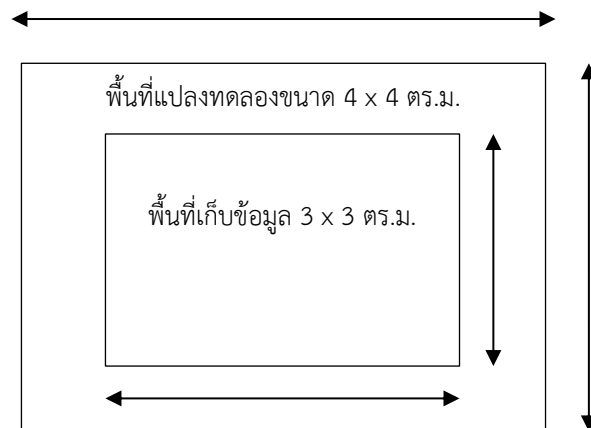 พื้นที่แปลงทดลองขนาด 4 x 4 ตร.ม.
พื้นที่เก็บข้อมูล 3 x 3 ตร.ม.